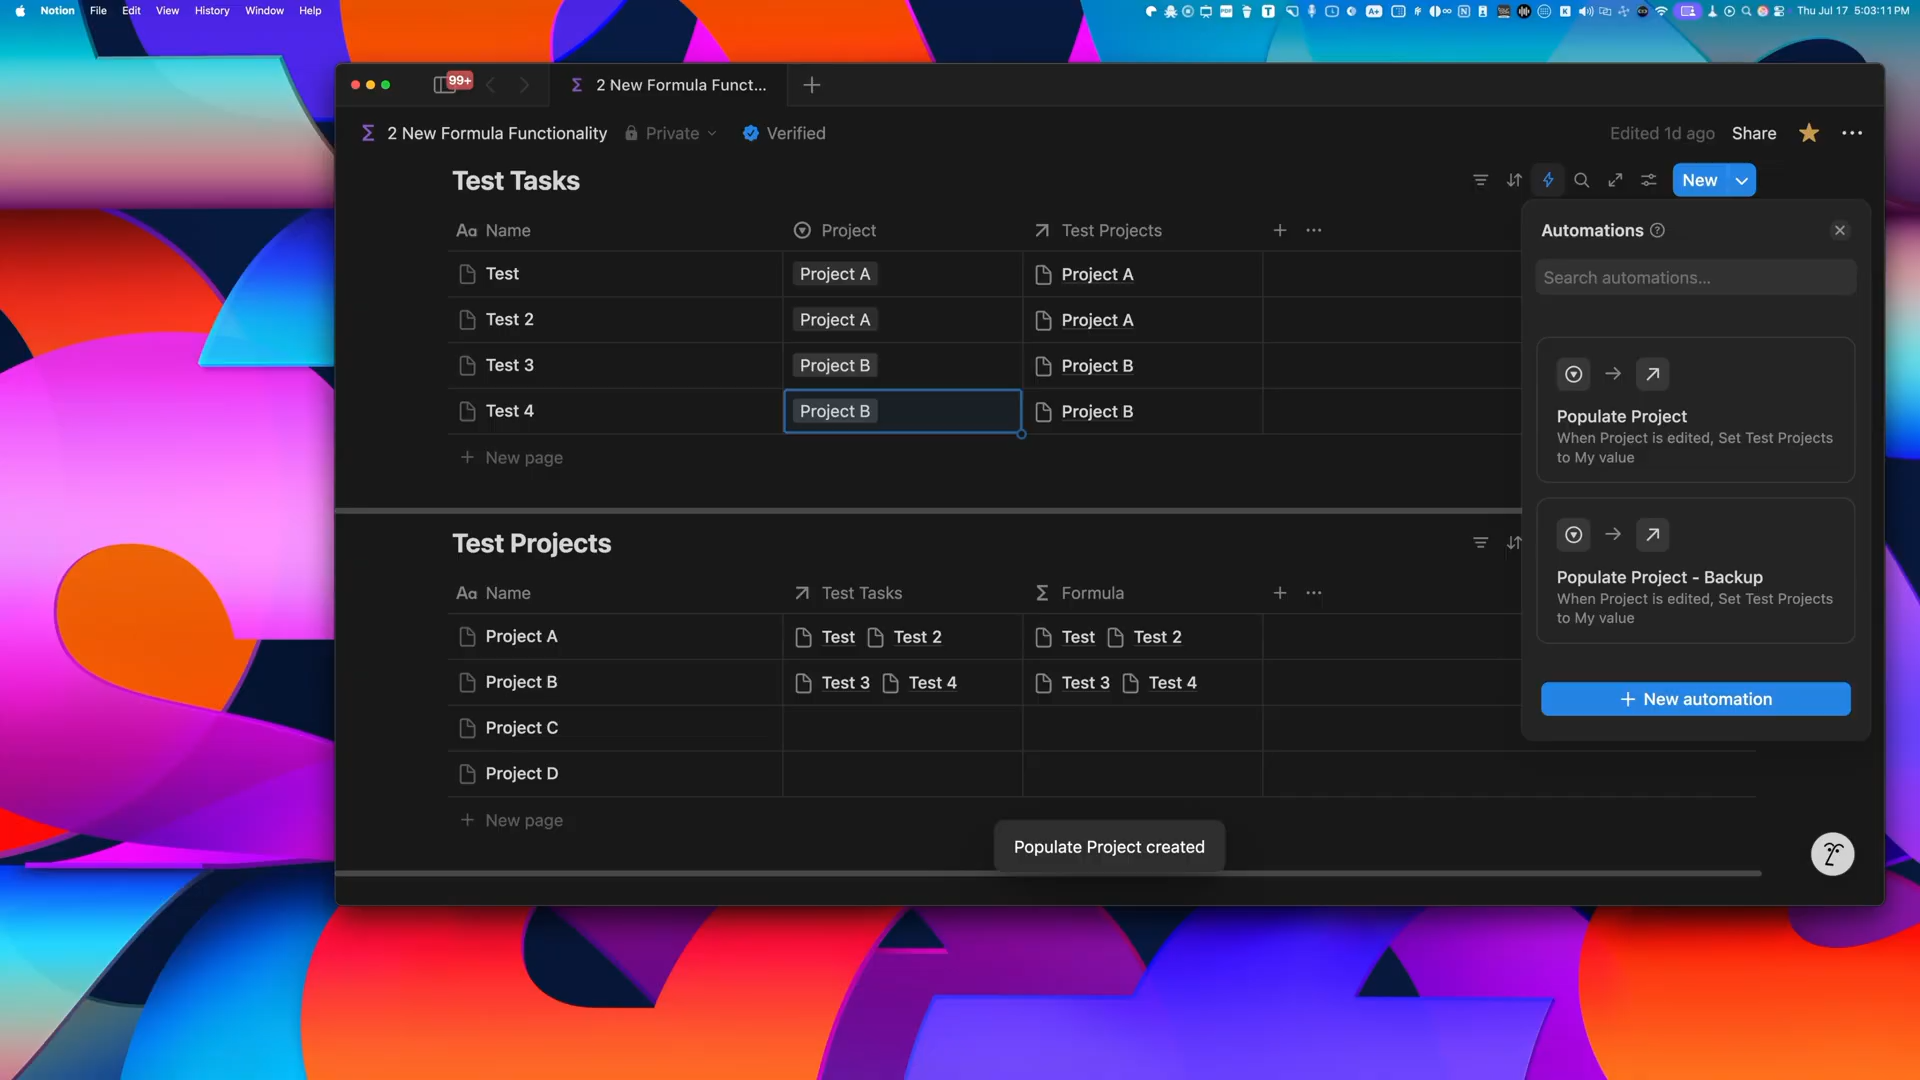 Notion File Edit View History Window Help
Thu Jul 17 5:03:11 PM
99+
2 New Formula Funct...
2 New Formula Functionality Private Verified
Edited 1d ago Share
Test Tasks
New
Aa Name Project Test Projects
Test Project A Project A
Test 2 Project A Project A
Test 3 Project B Project B
Test 4 Project B Project B
New page
Test Projects
Aa Name Test Tasks Formula
Project A Test Test 2 Test Test 2
Project B Test 3 Test 4 Test 3 Test 4
Project C
Project D
New page
Automations
Search automations...
Populate Project
When Project is edited, Set Test Projects
to My value
Populate Project - Backup
When Project is edited, Set Test Projects
to My value
New automation
Populate Project created